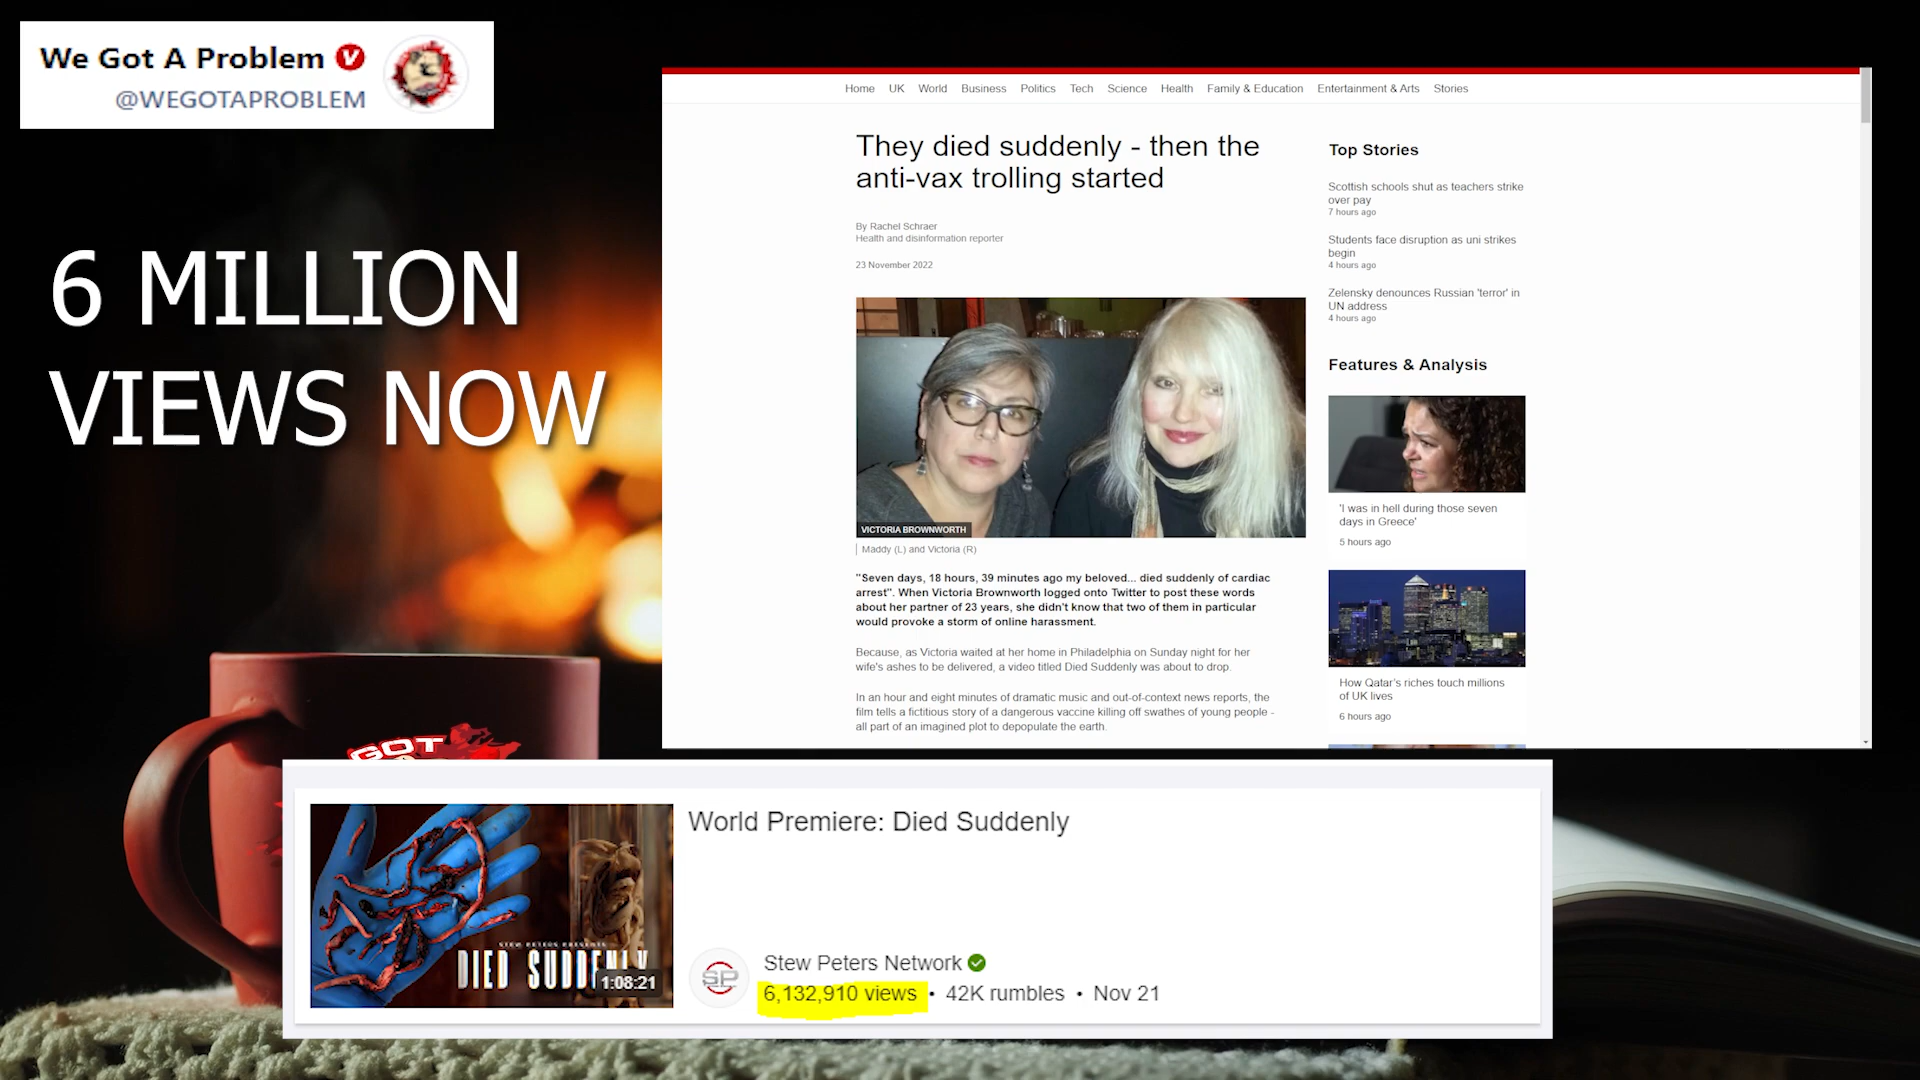 We Got A Problem
@WEGOTAPROBLEM
6 MILLION
VIEWS NOW
Home UK World Business Politics Tech Science Health Family & Education Entertainment & Arts Stories
They died suddenly - then the
anti-vax trolling started
By Rachel Schraer
Health and disinformation reporter
23 November 2022
VICTORIA BROWNWORTH
Maddy (L) and Victoria (R)
"Seven days, 18 hours, 39 minutes ago my beloved... died suddenly of cardiac
arrest". When Victoria Brownworth logged onto Twitter to post these words
about her partner of 23 years, she didn't know that two of them in particular
would provoke a storm of online harassment.
Because, as Victoria waited at her home in Philadelphia on Sunday night for her
wife's ashes to be delivered, a video titled Died Suddenly was about to drop.
In an hour and eight minutes of dramatic music and out-of-context news reports, the
film tells a fictitious story of a dangerous vaccine killing off swathes of young people -
all part of an imagined plot to depopulate the earth.
Top Stories
Scottish schools shut as teachers strike
over pay
7 hours ago
Students face disruption as uni strikes
begin
4 hours ago
Zelensky denounces Russian 'terror' in
UN address
4 hours ago
Features & Analysis
'I was in hell during those seven
days in Greece'
5 hours ago
How Qatar's riches touch millions
of UK lives
6 hours ago
GOT
STEW PETERS PRESENTS
DIED SUDDENLY
1:08:21
World Premiere: Died Suddenly
SP
Stew Peters Network
6,132,910 views • 42K rumbles • Nov 21